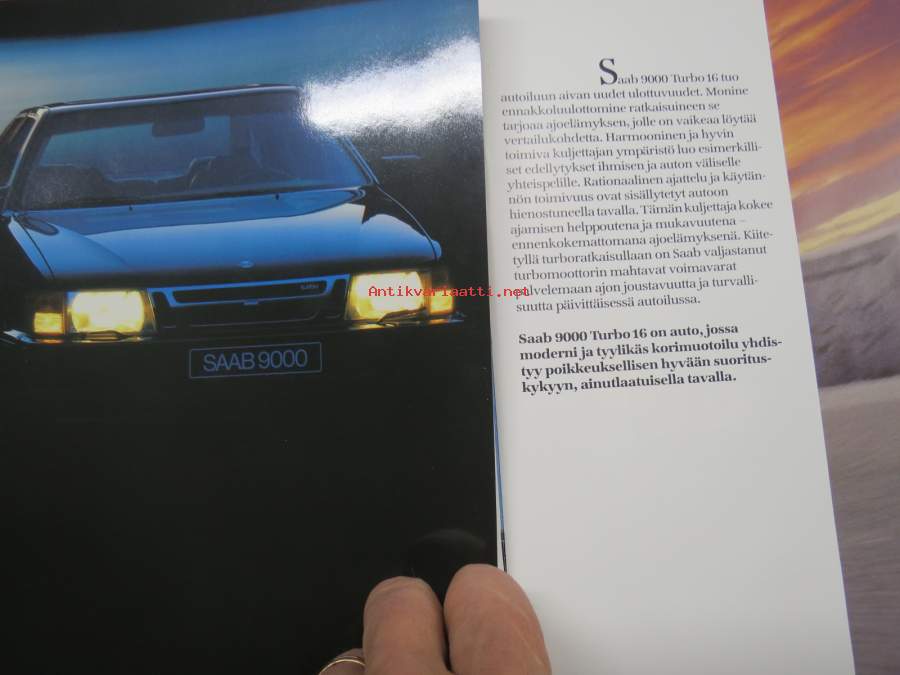 SAAB 9000
Antikvariaatti.net
Saab 9000 Turbo 16 tuo
autoiluun aivan uudet ulottuvuudet. Monine
ennakkoluulottomine ratkaisuineen se
tarjoaa ajoelämyksen, jolle on vaikeaa löytää
vertailukohdetta. Harmooninen ja hyvin
toimiva kuljettajan ympäristö luo esimerkilli-
set edellytykset ihmisen ja auton väliselle
yhteispelille. Rationaalinen ajattelu ja käytän-
nön toimivuus ovat sisällytetyt autoon
hienostuneella tavalla. Tämän kuljettaja kokee
ajamisen helppoutena ja mukavuutena –
ennenkokemattomana ajoelämyksenä. Kiite-
tyllä turboratkaisullaan on Saab valjastanut
turbomoottorin mahtavat voimavarat
palvelemaan ajon joustavuutta ja turvalli-
suutta päivittäisessä autoilussa.
Saab 9000 Turbo 16 on auto, jossa
moderni ja tyylikäs korimuotoilu yhdis-
tyy poikkeuksellisen hyvään suoritus-
kykyyn, ainutlaatuisella tavalla.